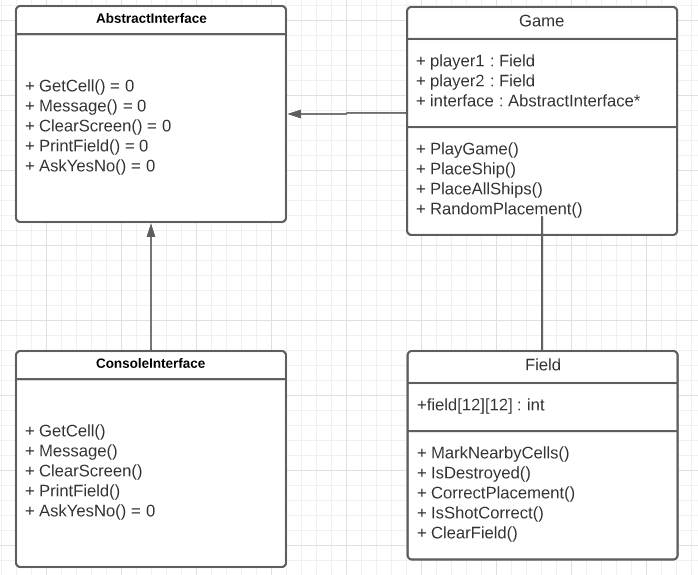 AbstractInterface
+ GetCell() = 0
+ Message() = 0
+ ClearScreen() = 0
+ PrintField() = 0
+ AskYesNo() = 0
Game
+ player1 : Field
+ player2 : Field
+ interface : AbstractInterface*
+ PlayGame()
+ PlaceShip()
+ PlaceAllShips()
+ RandomPlacement()
ConsoleInterface
+ GetCell()
+ Message()
+ ClearScreen()
+ PrintField()
+ AskYesNo() = 0
Field
+field[12][12] : int
+ MarkNearbyCells()
+ IsDestroyed()
+ CorrectPlacement()
+ IsShotCorrect()
+ ClearField()